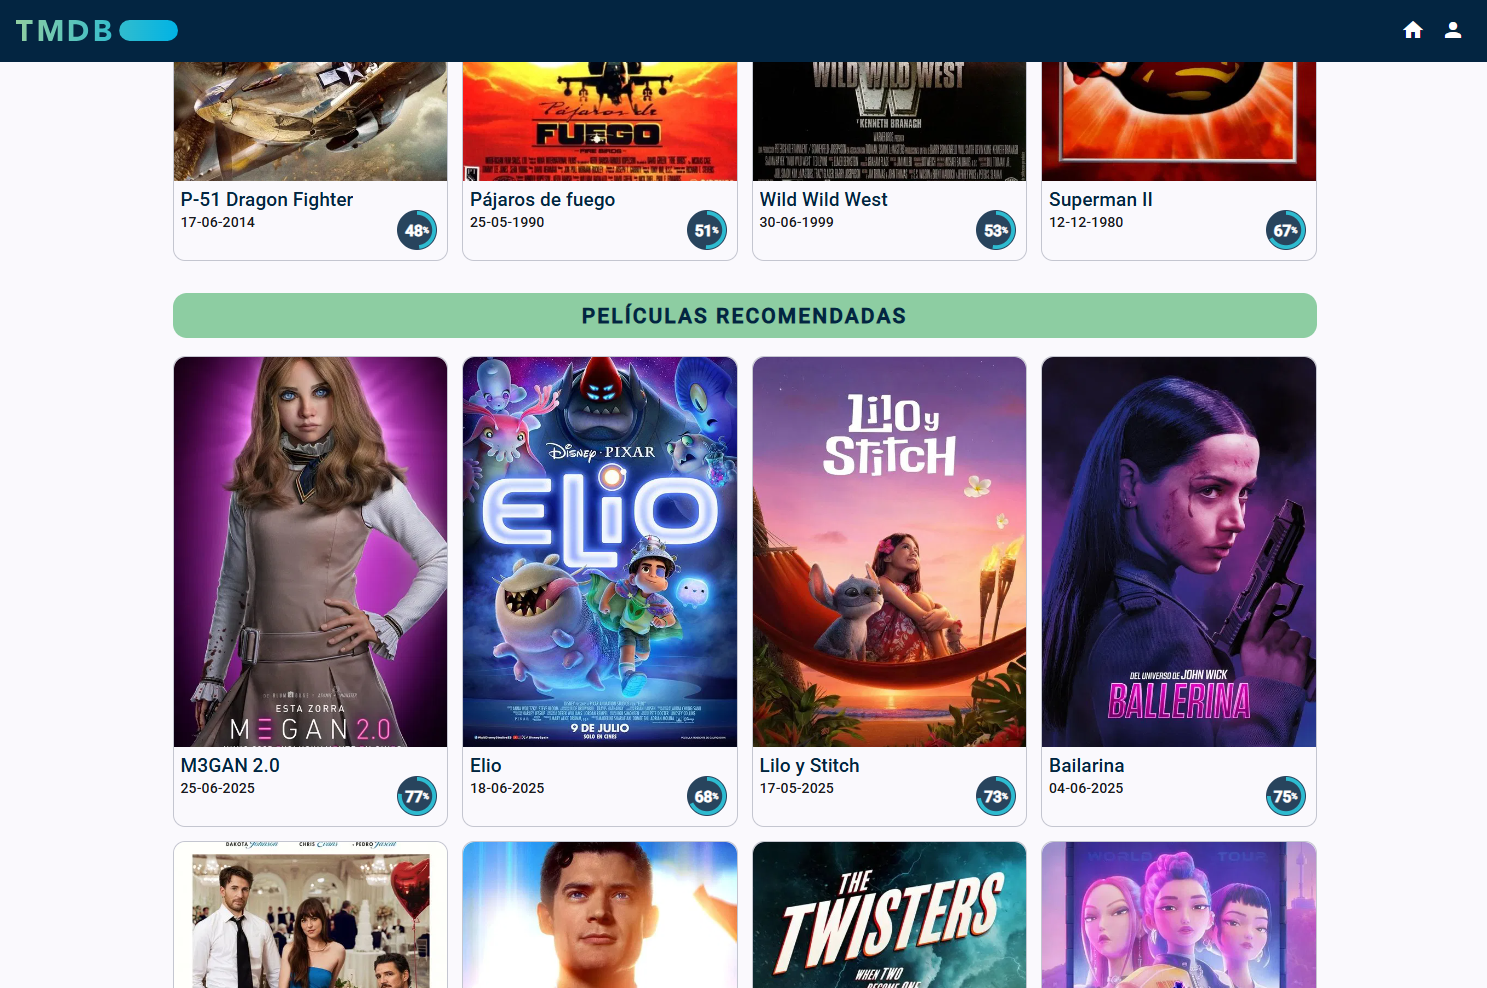 TMDB
Pájaros de
FUEGO
FIRE BIRDS
WILD WILD WEST
KENNETH BRANAGH
P-51 Dragon Fighter
17-06-2014
48%
Pájaros de fuego
25-05-1990
51%
Wild Wild West
30-06-1999
53%
Superman II
12-12-1980
67%
PELÍCULAS RECOMENDADAS
ESTA ZORRA
M3GAN 2.0
DISNEY · PIXAR
ELIO
9 DE JULIO
SOLO EN CINES
Lilo y
Stitch
DEL UNIVERSO DE JOHN WICK
BALLERINA
M3GAN 2.0
25-06-2025
77%
Elio
18-06-2025
68%
Lilo y Stitch
17-05-2025
73%
Bailarina
04-06-2025
75%
DAKOTA Johnson CHRIS Evans & PEDRO Pascal
THE
TWISTERS
WHEN TWO
BECOME ONE
WORLD TOUR